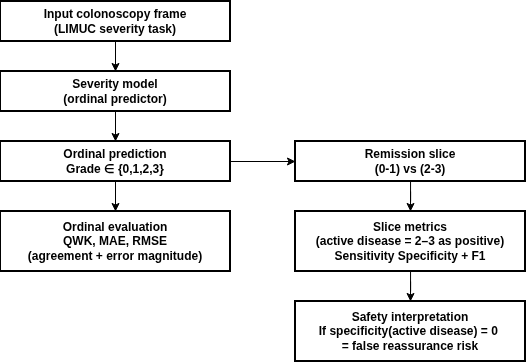 Input colonoscopy frame
(LIMUC severity task)
Severity model
(ordinal predictor)
Ordinal prediction
Grade ∈ {0,1,2,3}
Ordinal evaluation
QWK, MAE, RMSE
(agreement + error magnitude)
Remission slice
(0-1) vs (2-3)
Slice metrics
(active disease = 2–3 as positive)
Sensitivity Specificity + F1
Safety interpretation
If specificity(active disease) = 0
= false reassurance risk